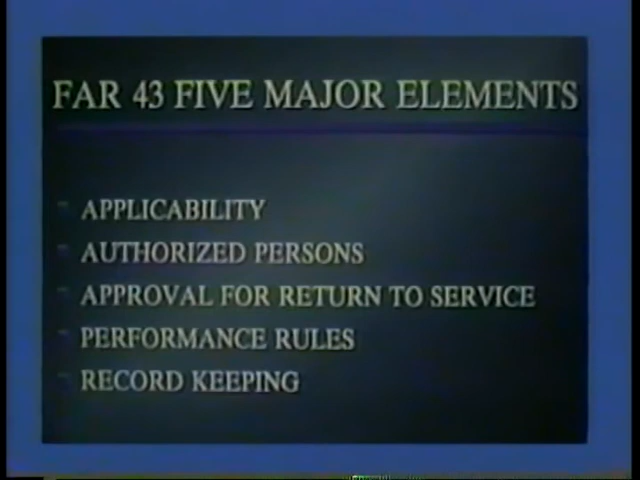 FAR 43 FIVE MAJOR ELEMENTS
APPLICABILITY
AUTHORIZED PERSONS
APPROVAL FOR RETURN TO SERVICE
PERFORMANCE RULES
RECORD KEEPING